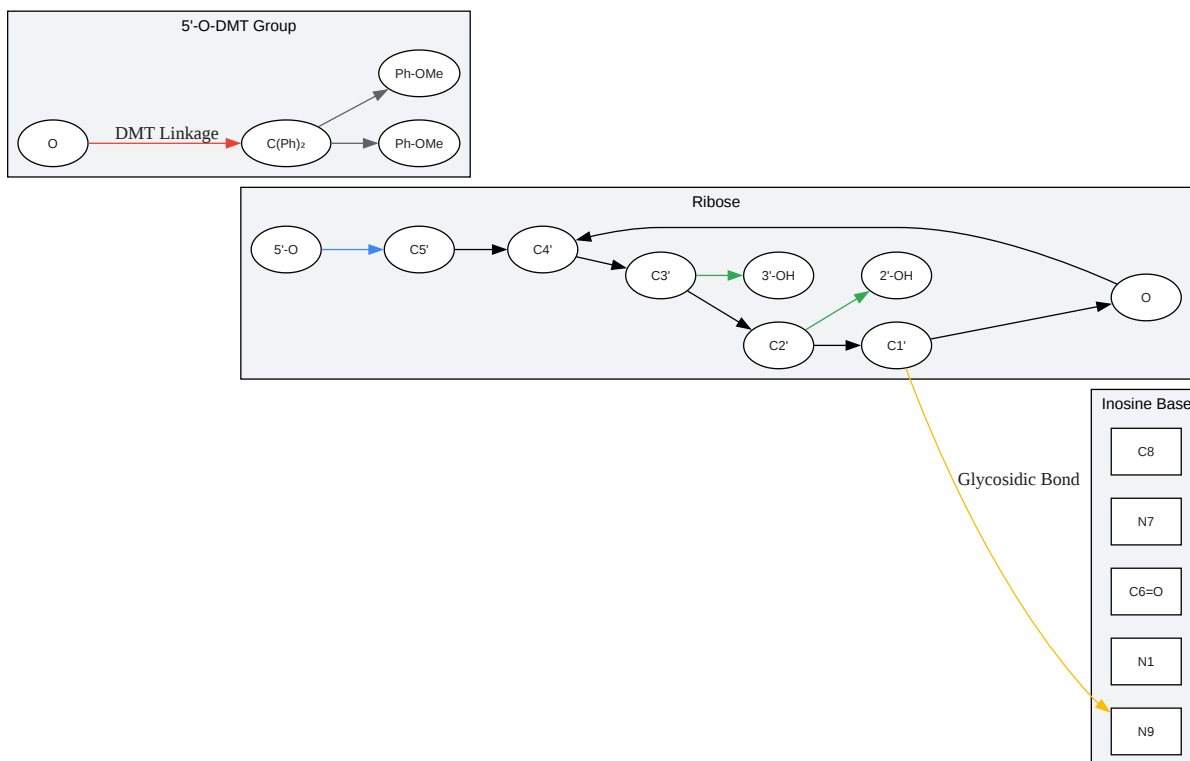 5'-O-DMT Group
Ph-OMe
O
DMT Linkage
C(Ph)₂
Ph-OMe
Ribose
5'-O
C5'
C4'
C3'
3'-OH
2'-OH
O
C2'
C1'
Inosine Base
C8
Glycosidic Bond
N7
C6=O
N1
N9